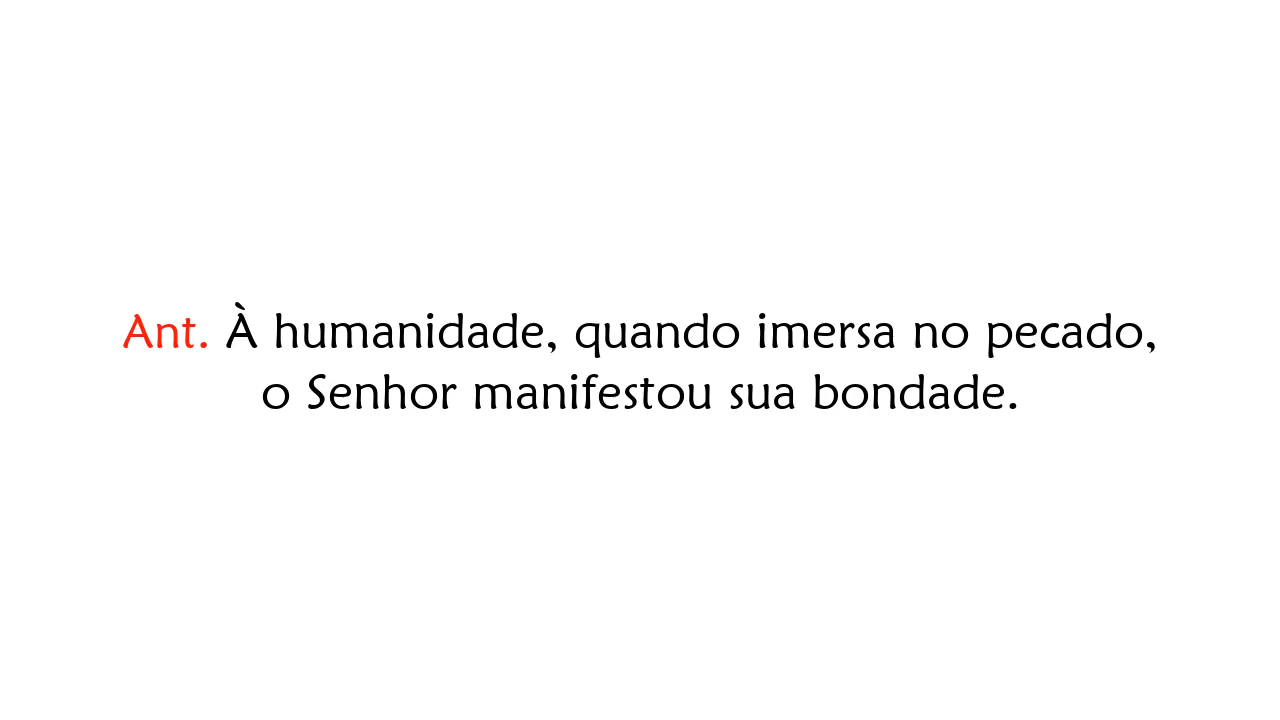 Ant. À humanidade, quando imersa no pecado,
o Senhor manifestou sua bondade.